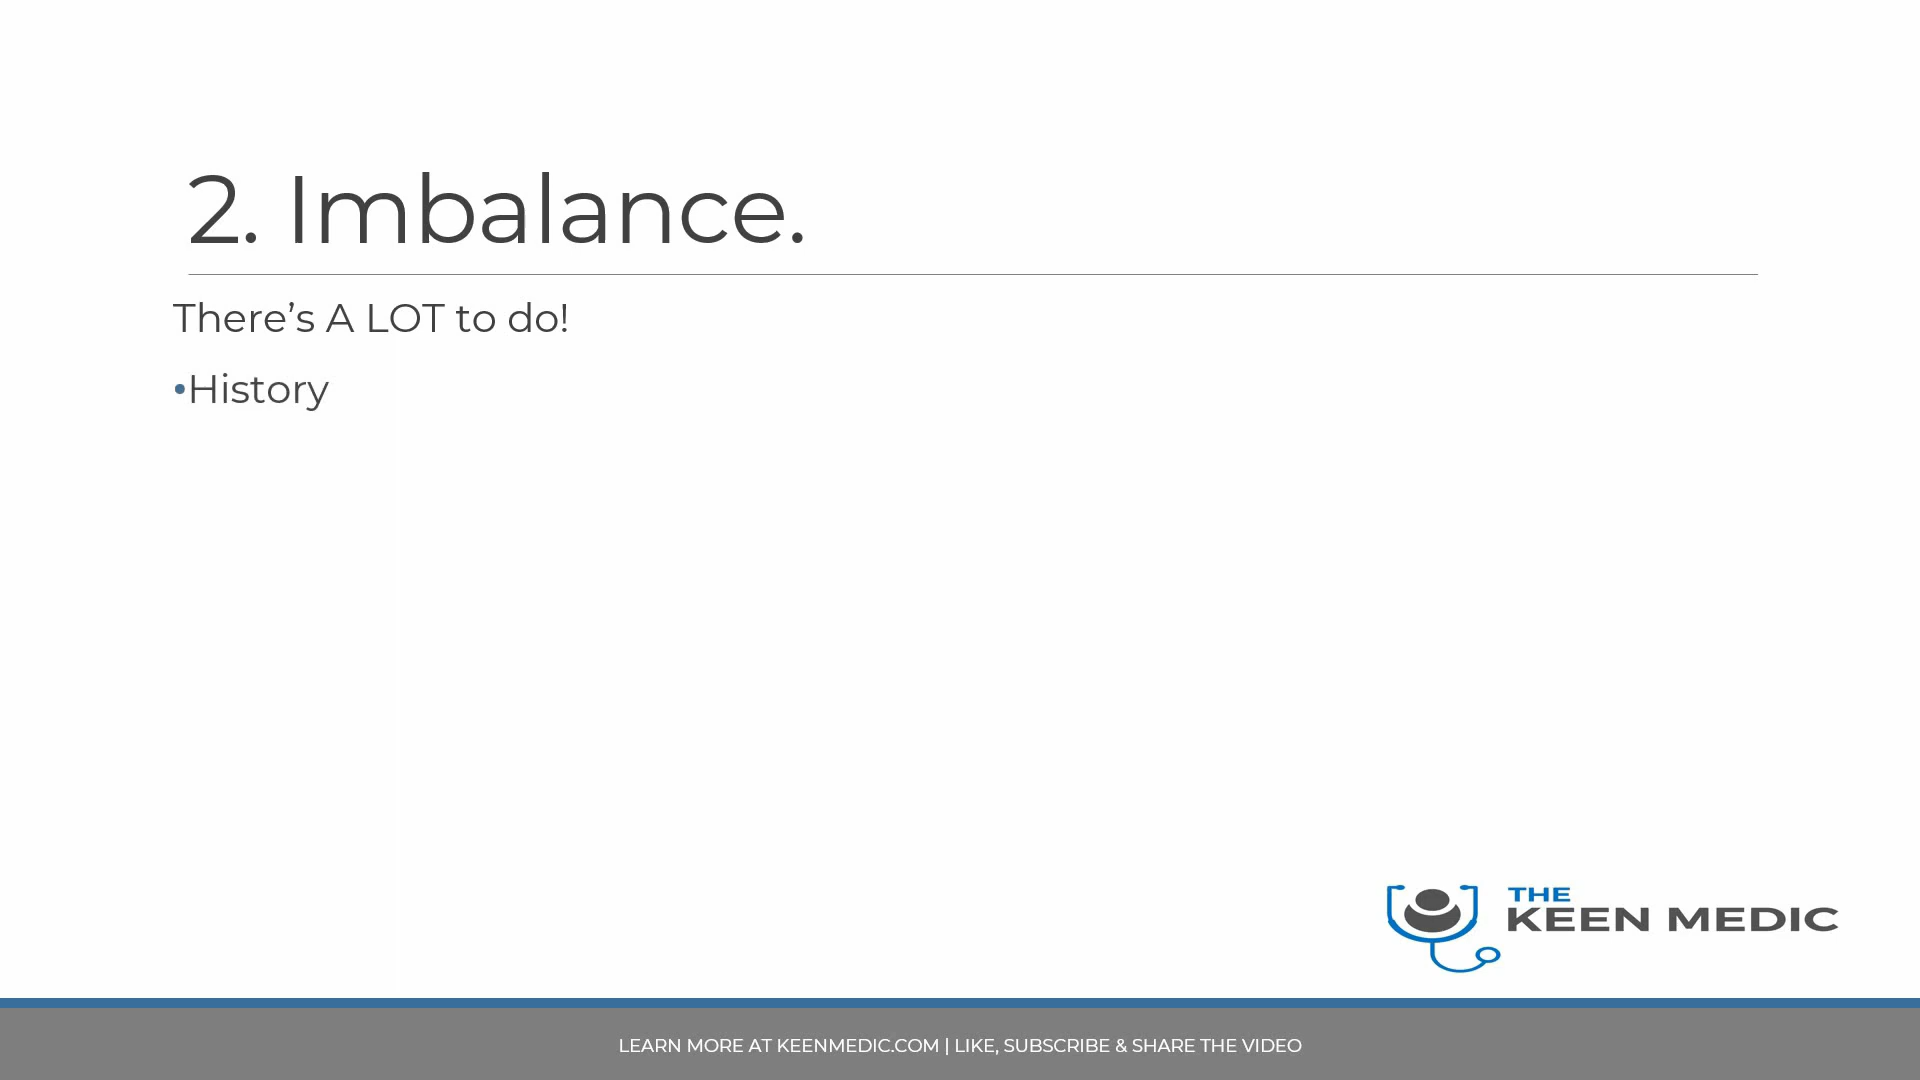 2. Imbalance.
There’s A LOT to do!
•History
THE
KEEN MEDIC
LEARN MORE AT KEENMEDIC.COM | LIKE, SUBSCRIBE & SHARE THE VIDEO